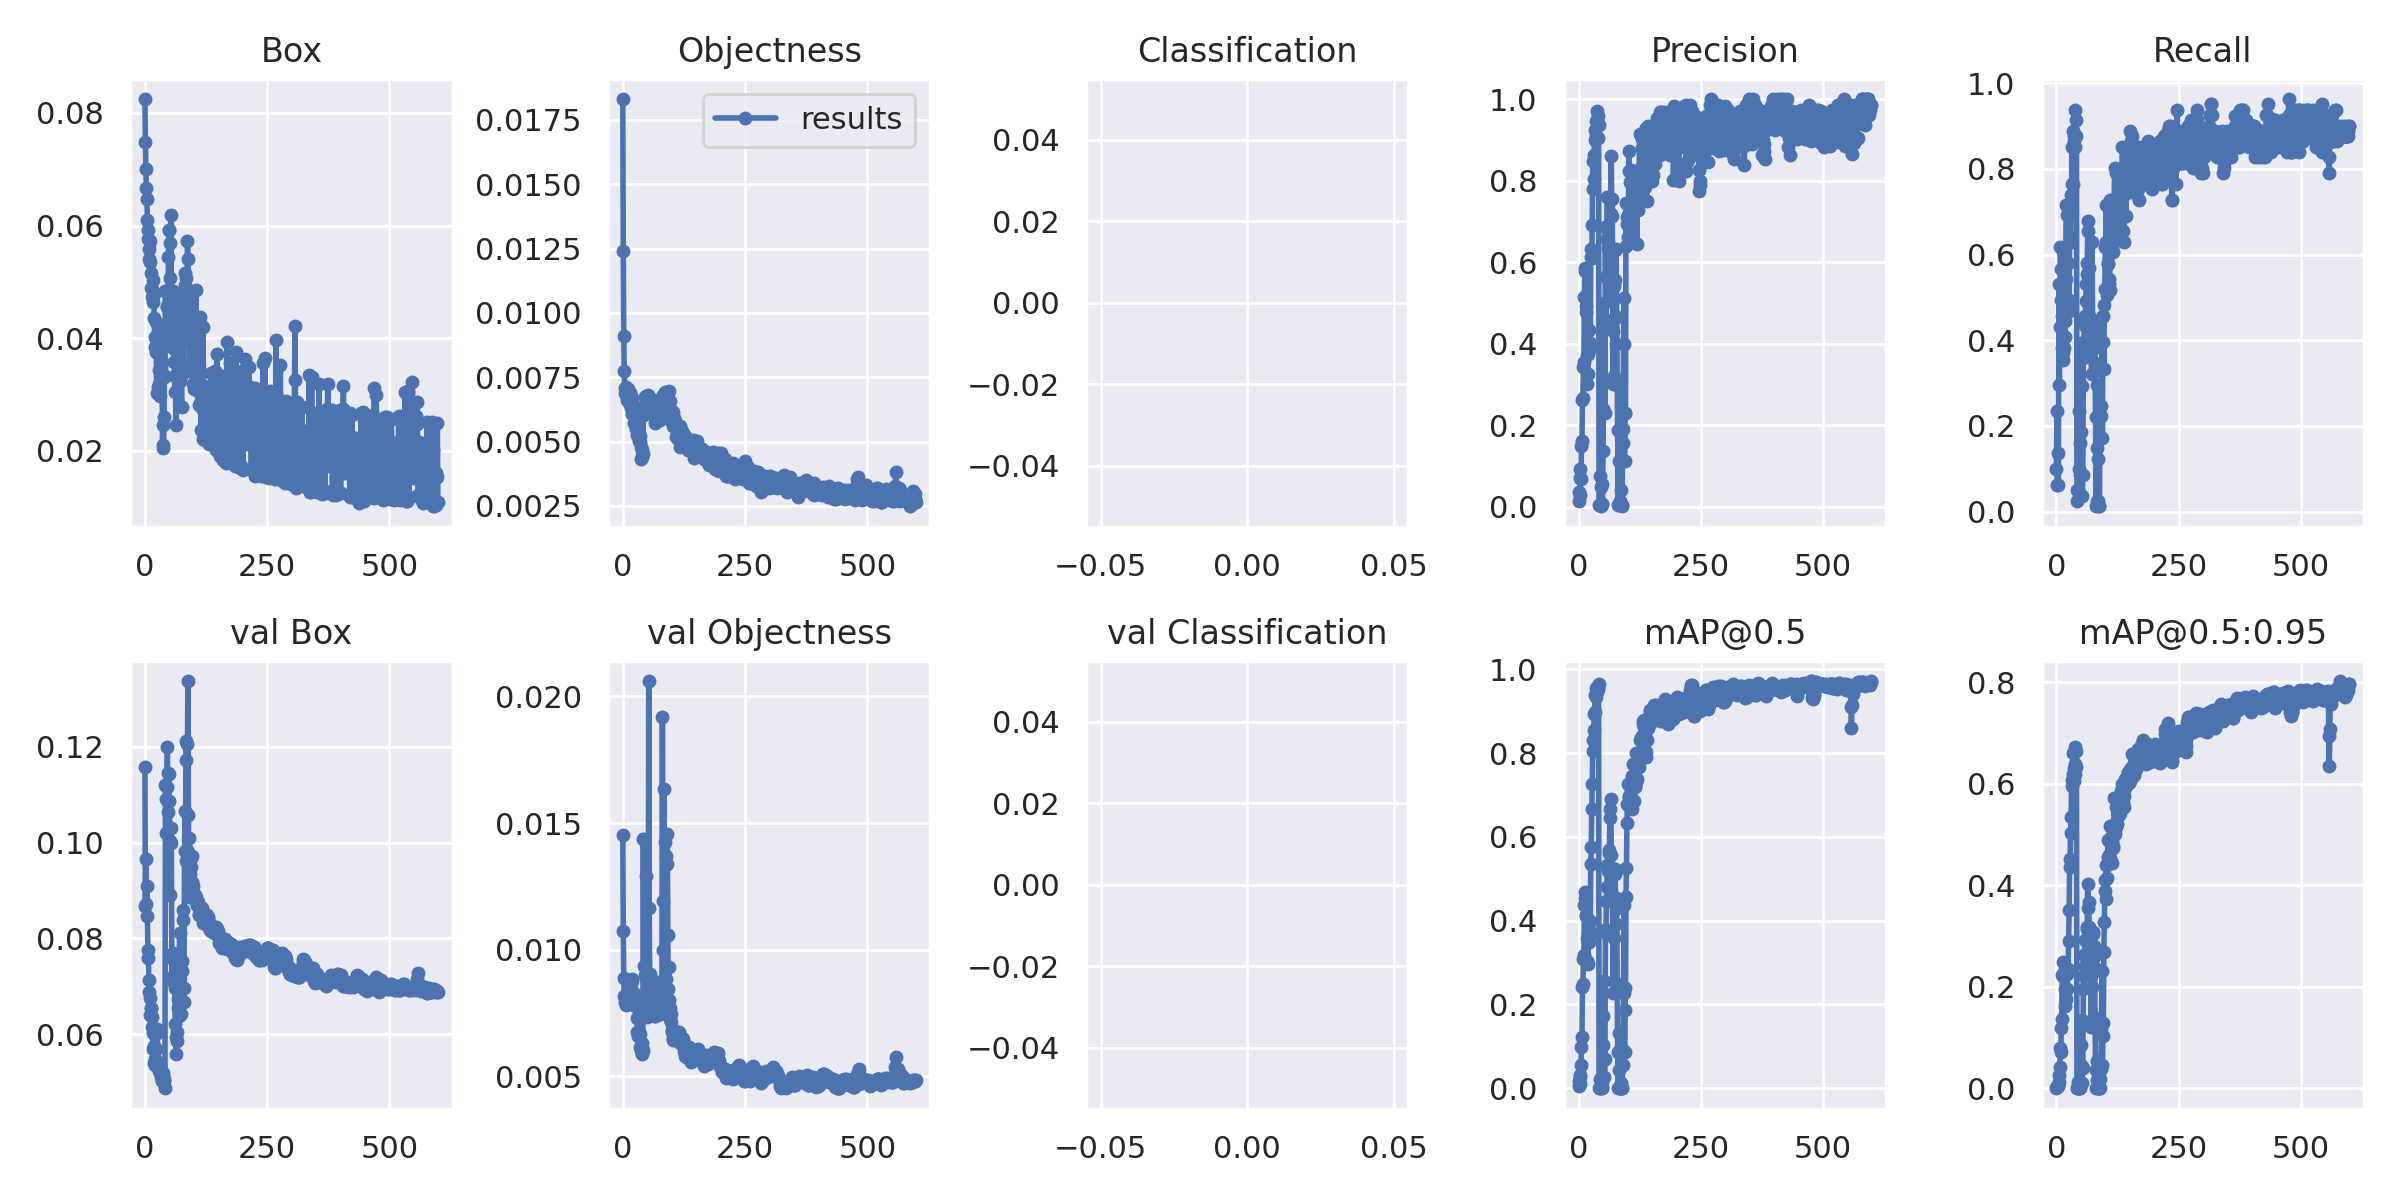 Box
Objectness
Classification
Precision
Recall
0.08
0.06
0.04
0.02
0 250 500
results
0.0175
0.0150
0.0125
0.0100
0.0075
0.0050
0.0025
0 250 500
0.04
0.02
0.00
−0.02
−0.04
−0.05 0.00 0.05
1.0
0.8
0.6
0.4
0.2
0.0
0 250 500
1.0
0.8
0.6
0.4
0.2
0.0
0 250 500
val Box
val Objectness
val Classification
mAP@0.5
mAP@0.5:0.95
0.12
0.10
0.08
0.06
0 250 500
0.020
0.015
0.010
0.005
0 250 500
0.04
0.02
0.00
−0.02
−0.04
−0.05 0.00 0.05
1.0
0.8
0.6
0.4
0.2
0.0
0 250 500
0.8
0.6
0.4
0.2
0.0
0 250 500